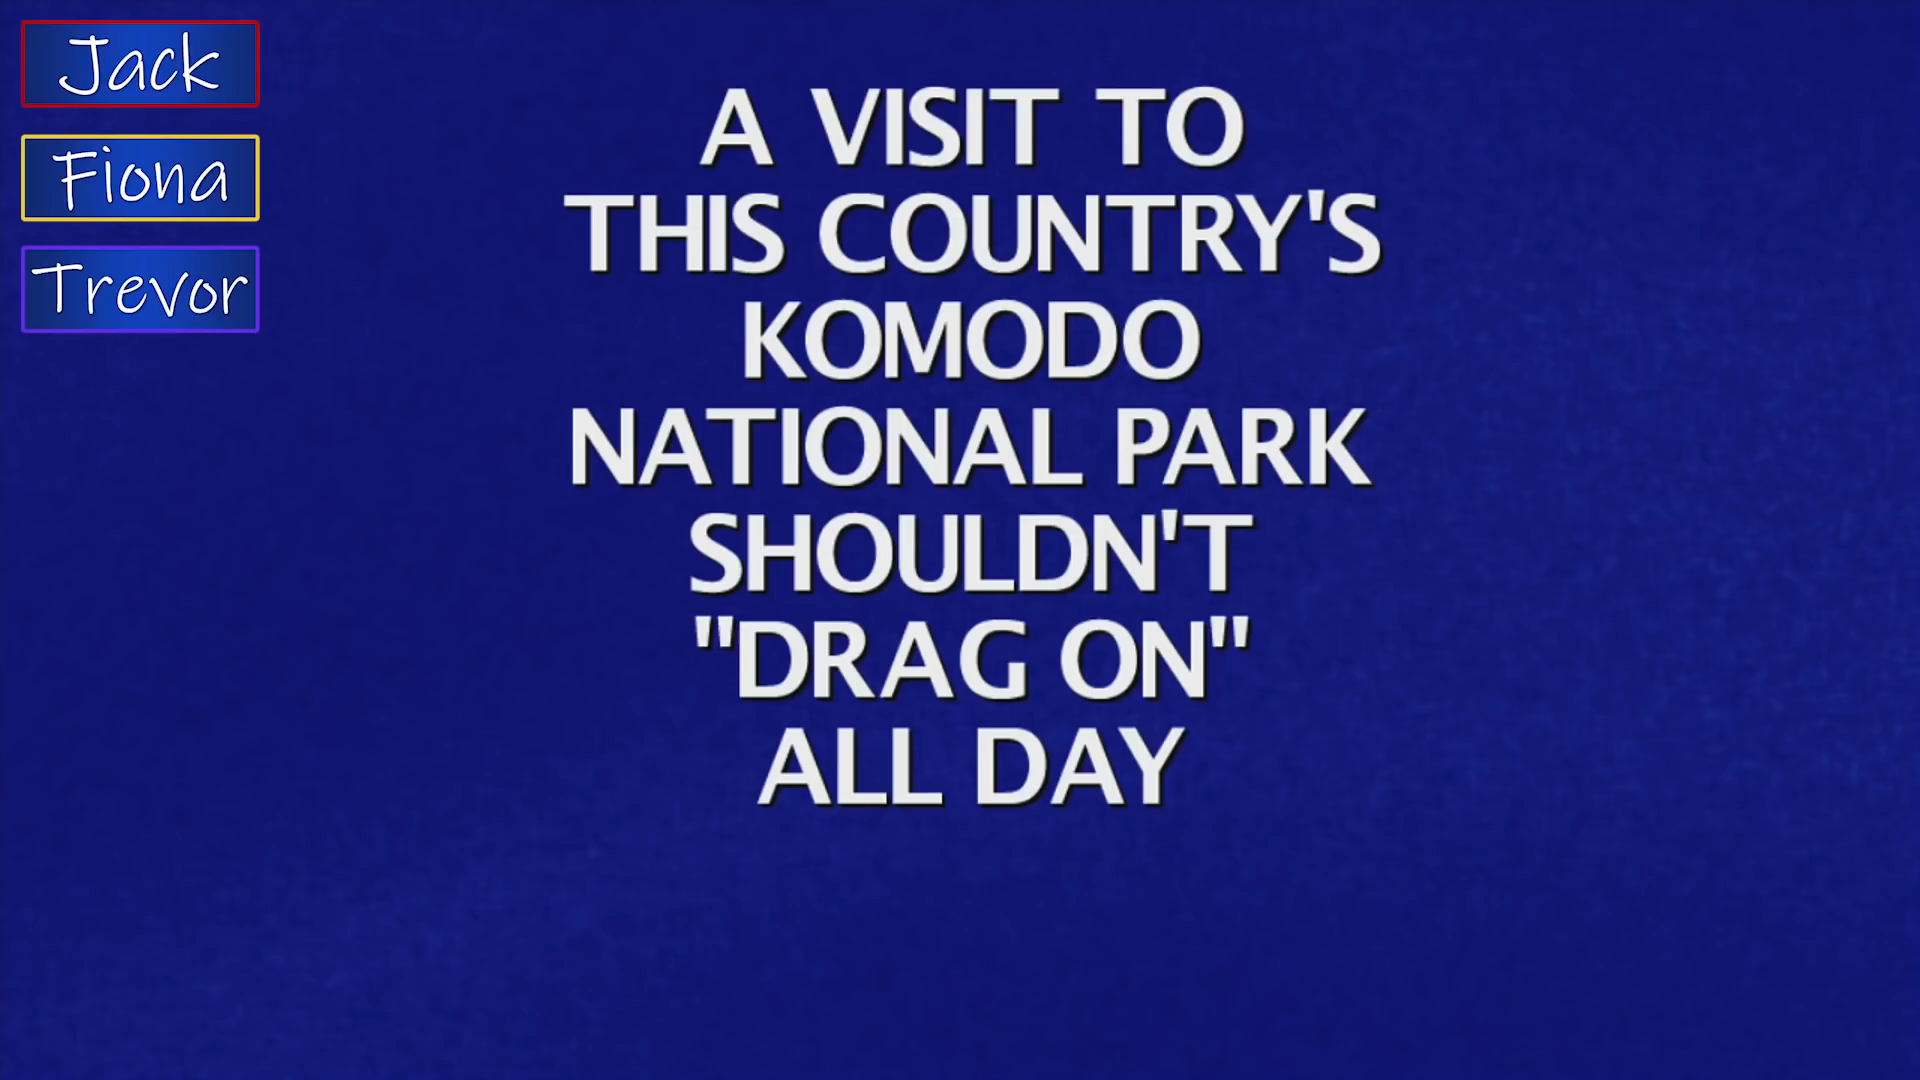 Jack
Fiona
Trevor
A VISIT TO
THIS COUNTRY'S
KOMODO
NATIONAL PARK
SHOULDN'T
"DRAG ON"
ALL DAY